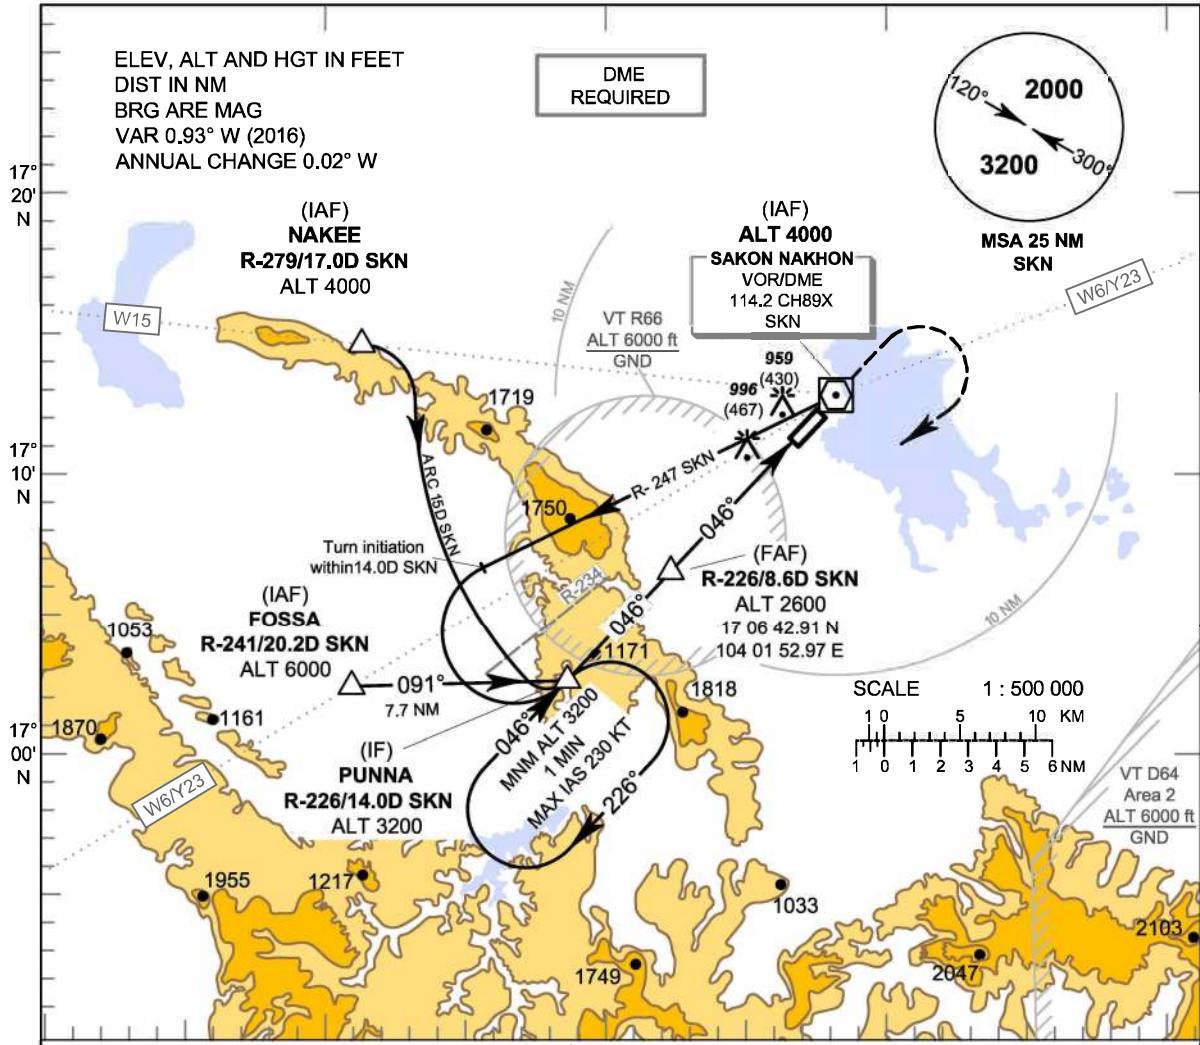 ELEV, ALT AND HGT IN FEET
DIST IN NM
BRG ARE MAG
VAR 0.93° W (2016)
ANNUAL CHANGE 0.02° W
DME
REQUIRED
120°
2000
3200
300°
MSA 25 NM
SKN
17°
20'
N
(IAF)
NAKEE
R-279/17.0D SKN
ALT 4000
(IAF)
ALT 4000
SAKON NAKHON
VOR/DME
114.2 CH89X
SKN
W6/Y23
W15
10 NM
VT R66
ALT 6000 ft
GND
959
(430)
996
(467)
1719
17°
10'
N
ARC 15D SKN
R- 247 SKN
1750
046°
Turn initiation
within14.0D SKN
(FAF)
R-226/8.6D SKN
ALT 2600
17 06 42.91 N
104 01 52.97 E
R-234
046°
10 NM
(IAF)
FOSSA
R-241/20.2D SKN
ALT 6000
1053
1171
091°
7.7 NM
1818
SCALE 1 : 500 000
1 0 5 10 KM
1 0 1 2 3 4 5 6 NM
1161
1870
17°
00'
N
046°
MNM ALT 3200
1 MIN
MAX IAS 230 KT
226°
(IF)
PUNNA
R-226/14.0D SKN
ALT 3200
W6/Y23
VT D64
Area 2
ALT 6000 ft
GND
1955
1217
1033
1749
2047
2103